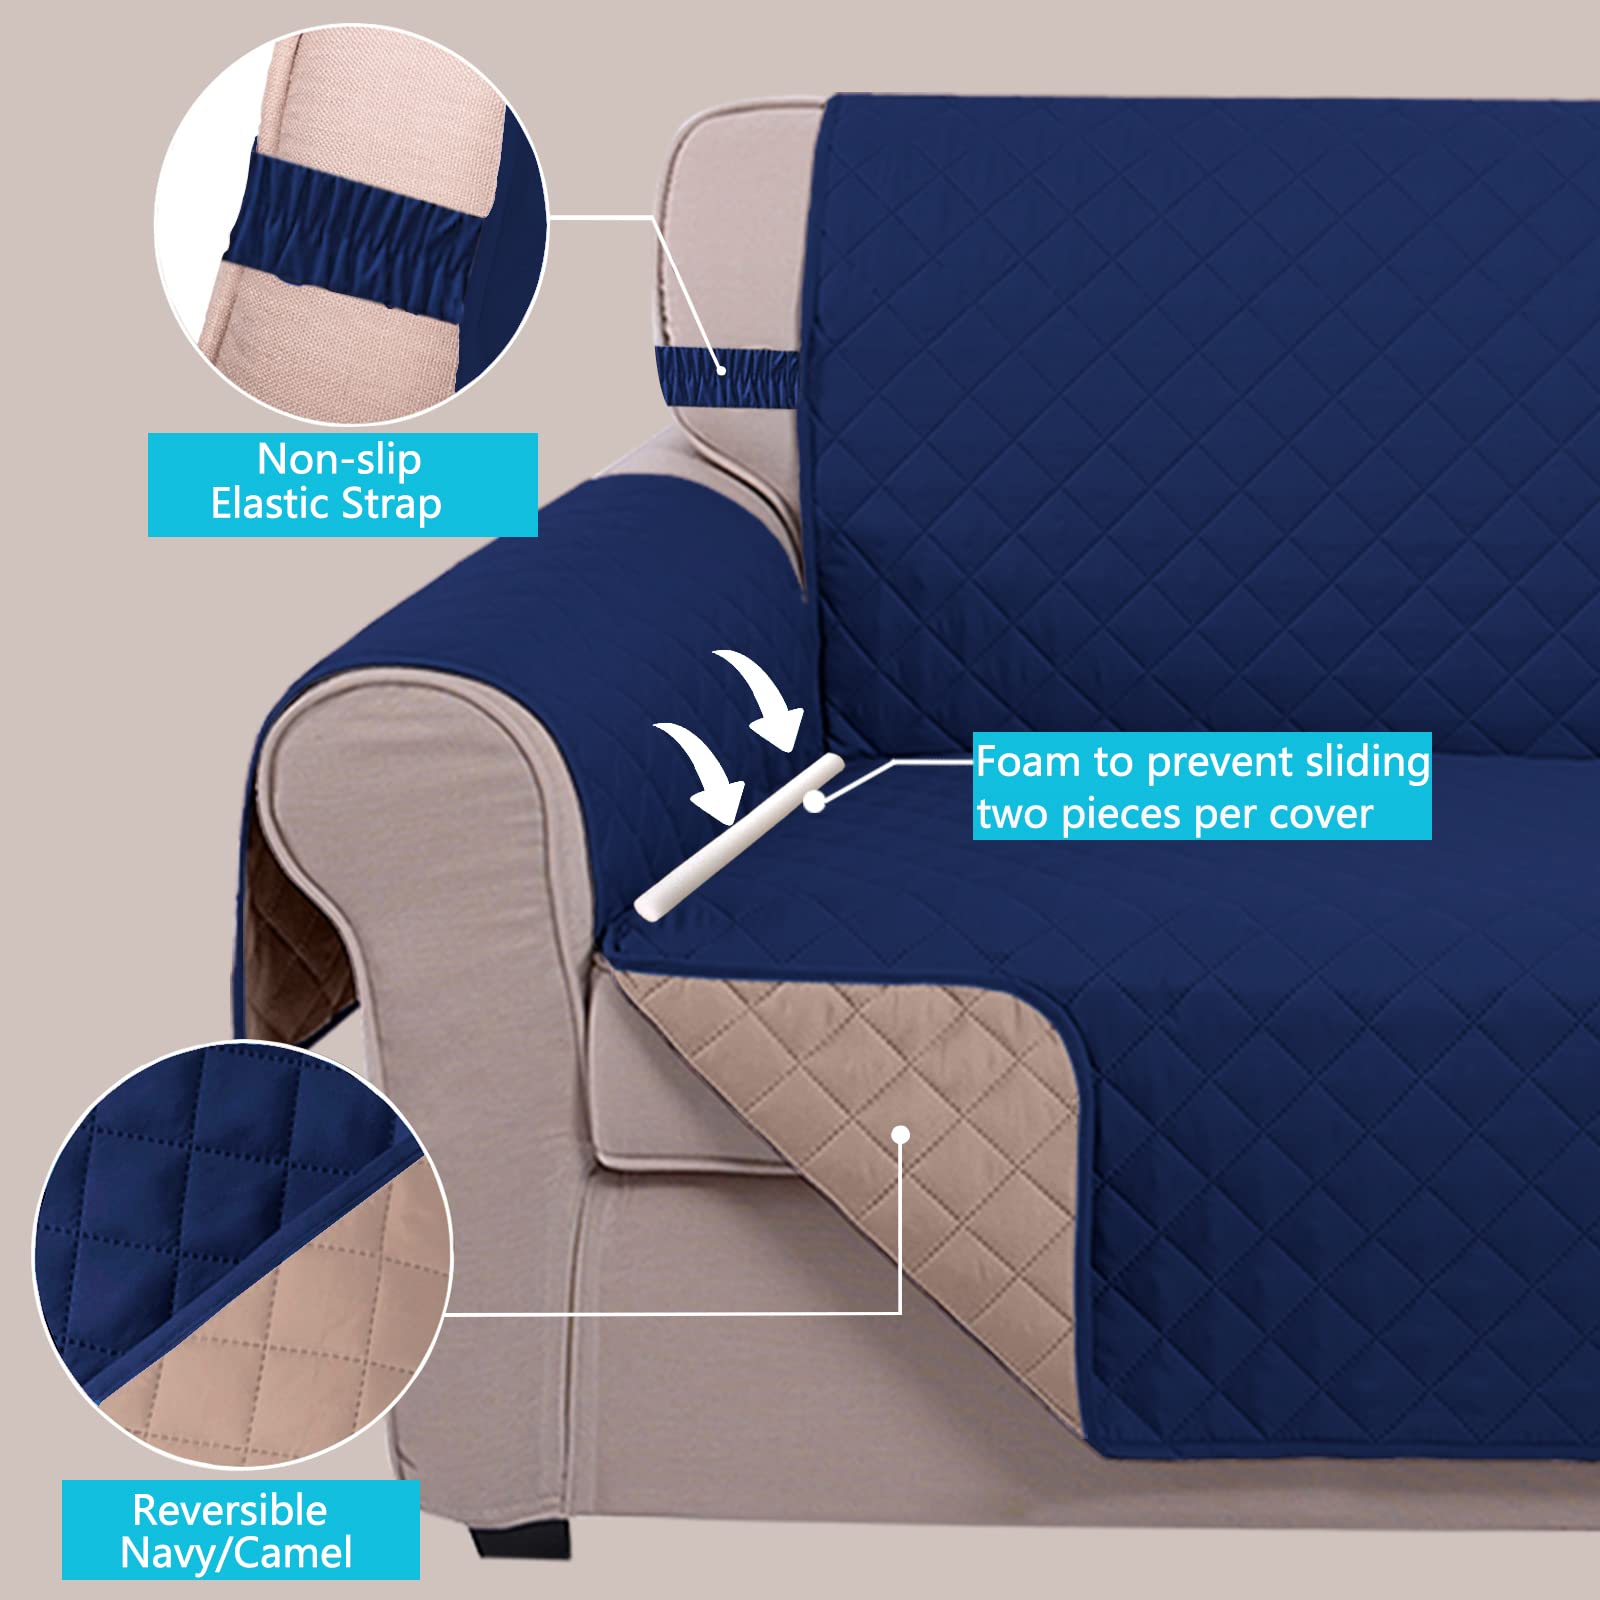 Non-slip
Elastic Strap
Foam to prevent sliding
two pieces per cover
Reversible
Navy/Camel